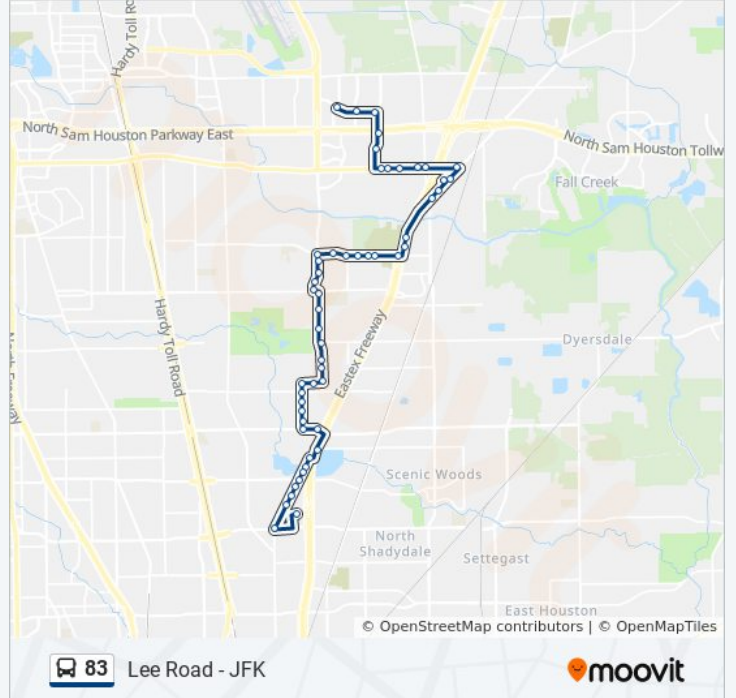 Hardy Toll Ro
North Sam Houston Parkway East
North Sam Houston Tollw
Fall Creek
Hardy Toll Road
Eastex Freeway
Dyersdale
North Freeway
Scenic Woods
North
Shadydale
Settegast
East Houston
© OpenStreetMap contributors | © OpenMapTiles
83 Lee Road - JFK
moovit